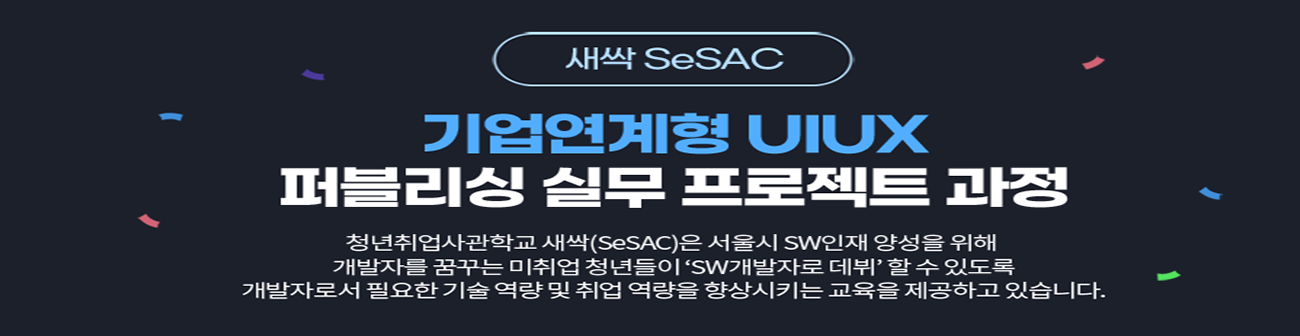 새싹 SeSAC
기업연계형 UIUX
퍼블리싱 실무 프로젝트 과정
청년취업사관학교 새싹(SeSAC)은 서울시 SW인재 양성을 위해
개발자를 꿈꾸는 미취업 청년들이 ‘SW개발자로 데뷔’ 할 수 있도록
개발자로서 필요한 기술 역량 및 취업 역량을 향상시키는 교육을 제공하고 있습니다.